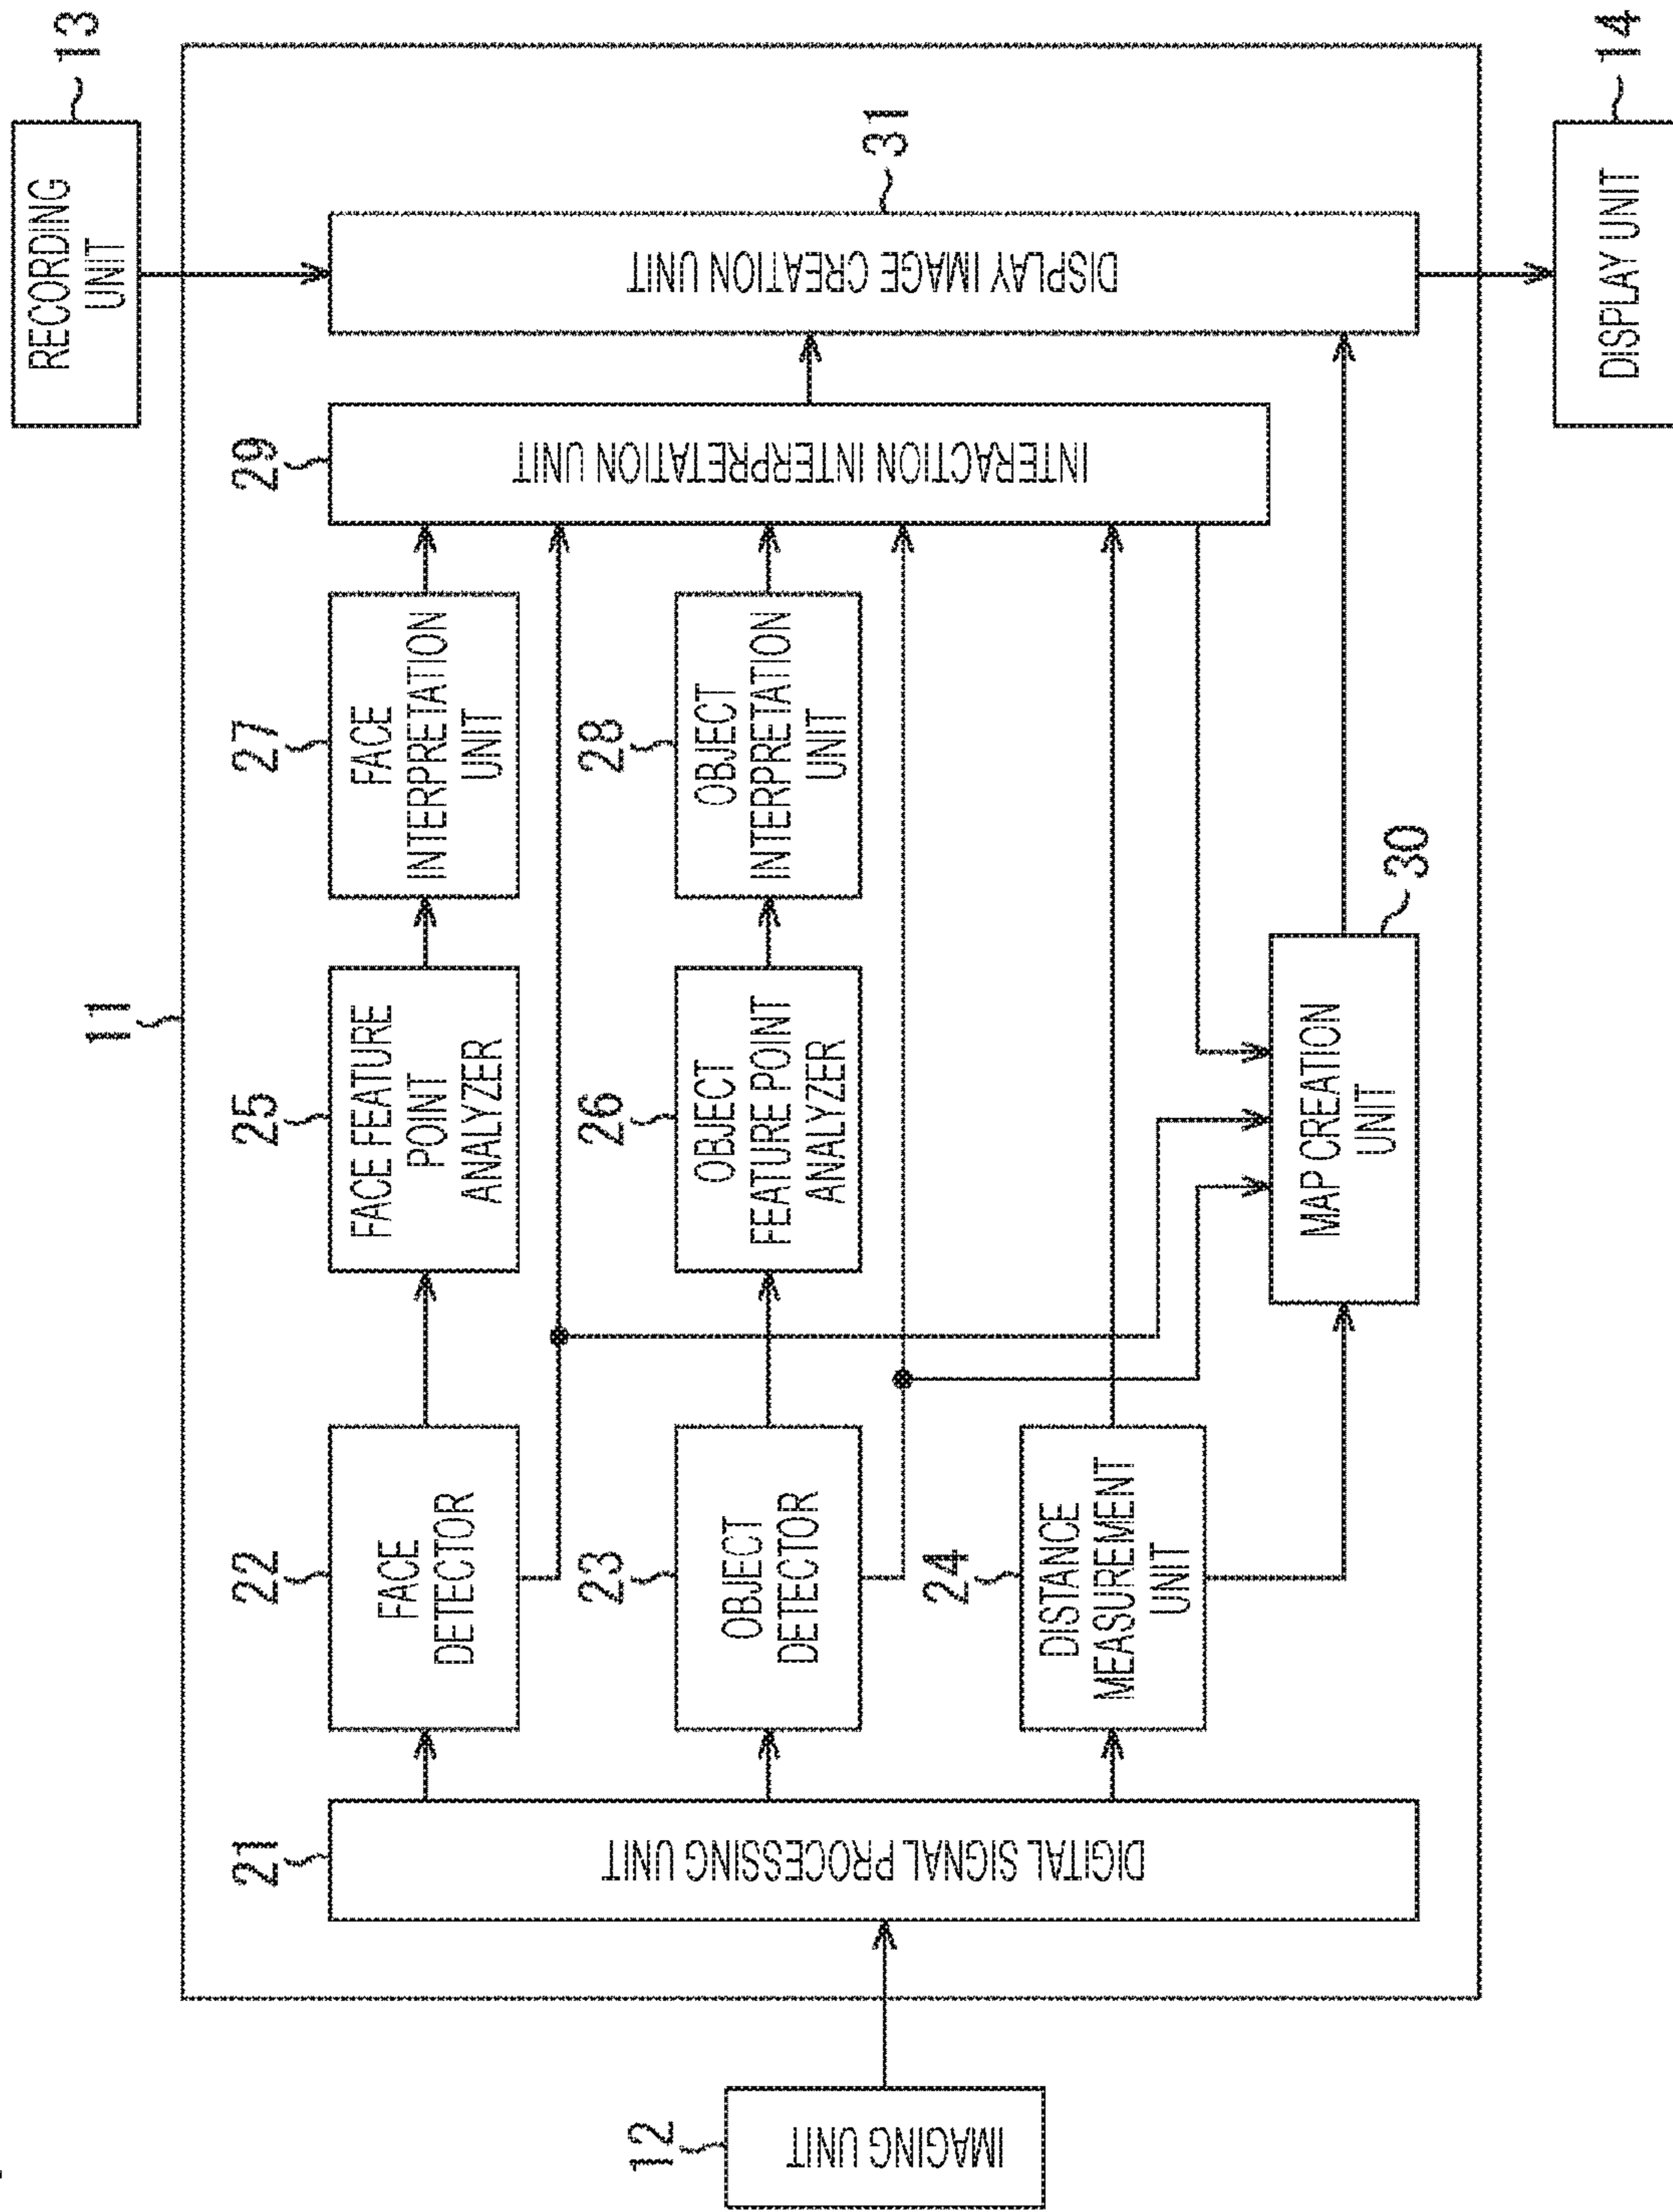 11
12
IMAGING UNIT
21
DIGITAL SIGNAL PROCESSING UNIT
22
FACE
DETECTOR
25
FACE FEATURE
POINT
ANALYZER
27
FACE
INTERPRETATION
UNIT
23
OBJECT
DETECTOR
26
OBJECT
FEATURE POINT
ANALYZER
28
OBJECT
INTERPRETATION
UNIT
24
DISTANCE
MEASUREMENT
UNIT
29
INTERACTION INTERPRETATION UNIT
MAP CREATION
UNIT
30
DISPLAY IMAGE CREATION UNIT
31
RECORDING
UNIT
13
DISPLAY UNIT
14